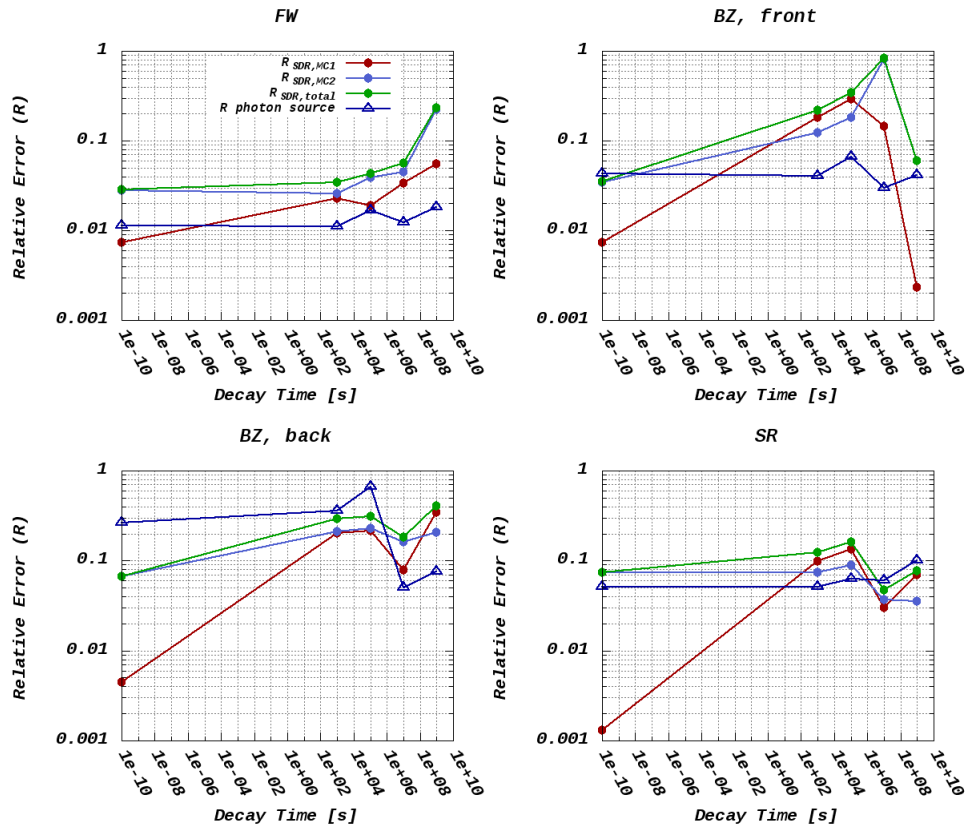 FW
Relative Error (R)
1
0.1
0.01
0.001
R SDR,MC1
R SDR,MC2
R SDR,total
R photon source
1e-10
1e-08
1e-06
1e-04
1e-02
1e+00
1e+02
1e+04
1e+06
1e+08
1e+10
Decay Time [s]
BZ, front
Relative Error (R)
1
0.1
0.01
0.001
1e-10
1e-08
1e-06
1e-04
1e-02
1e+00
1e+02
1e+04
1e+06
1e+08
1e+10
Decay Time [s]
BZ, back
Relative Error (R)
1
0.1
0.01
0.001
1e-10
1e-08
1e-06
1e-04
1e-02
1e+00
1e+02
1e+04
1e+06
1e+08
1e+10
Decay Time [s]
SR
Relative Error (R)
1
0.1
0.01
0.001
1e-10
1e-08
1e-06
1e-04
1e-02
1e+00
1e+02
1e+04
1e+06
1e+08
1e+10
Decay Time [s]